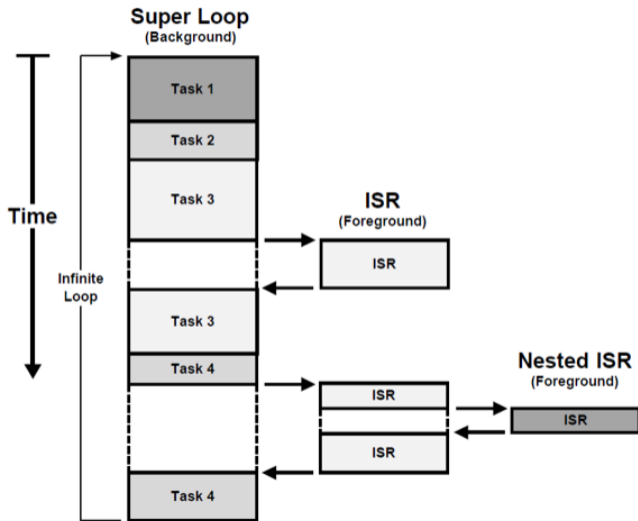 Super Loop
(Background)
Task 1
Task 2
Task 3
Time
ISR
(Foreground)
Infinite
Loop
ISR
Task 3
Task 4
Nested ISR
(Foreground)
ISR
ISR
ISR
Task 4